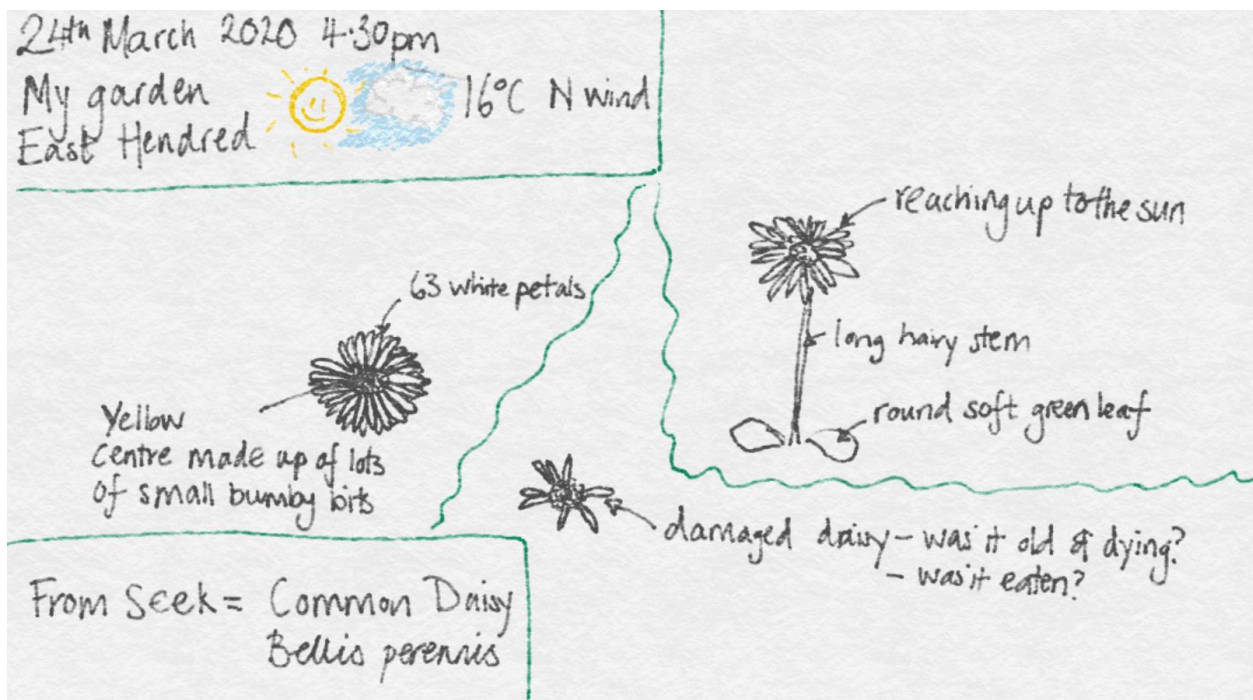 24th March 2020 4.30pm
My garden
East Hendred
16°C N wind
reaching up to the sun
long hairy stem
round soft green leaf
63 white petals
Yellow
Centre made up of lots
of small bumby bits
damaged daisy - was it old & dying?
- was it eaten?
From Seek = Common Daisy
Bellis perennis